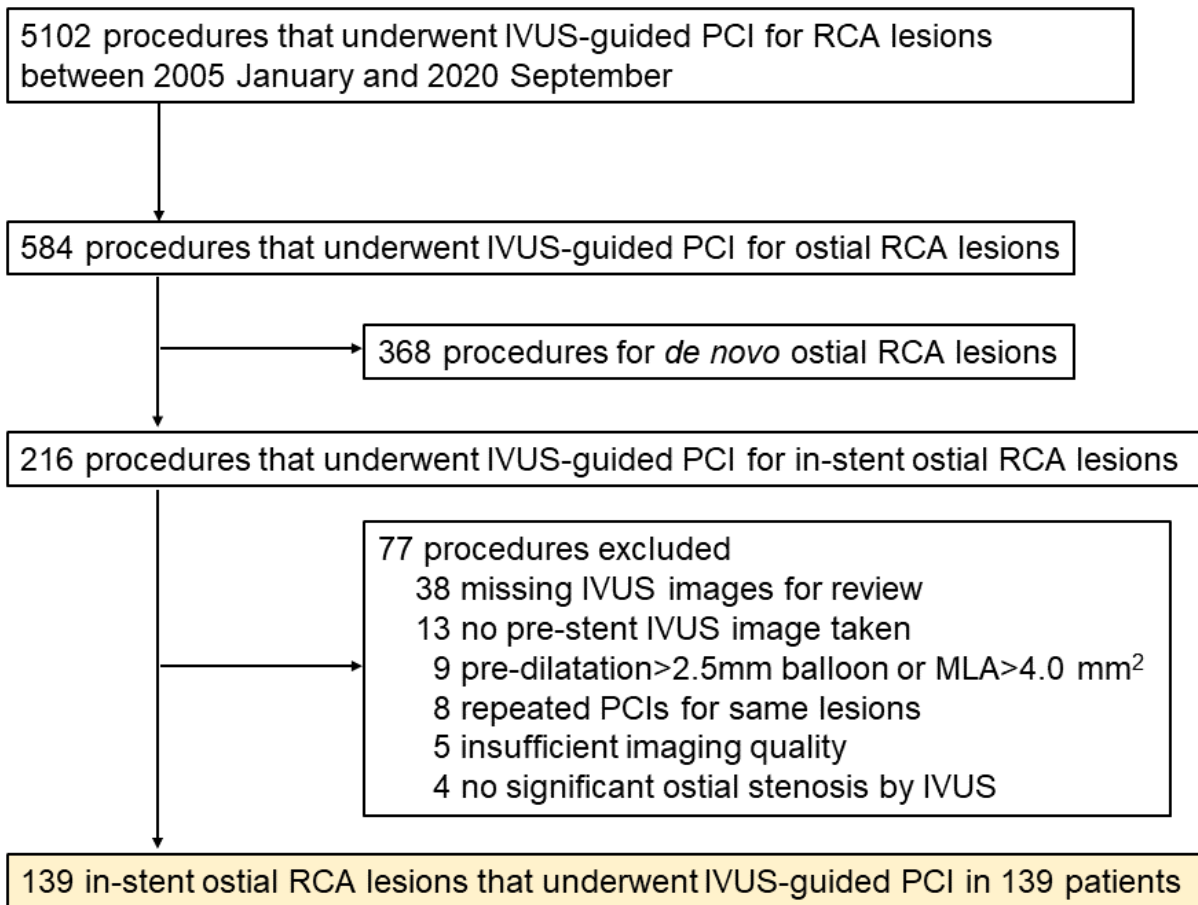 5102 procedures that underwent IVUS-guided PCI for RCA lesions
between 2005 January and 2020 September
584 procedures that underwent IVUS-guided PCI for ostial RCA lesions
368 procedures for de novo ostial RCA lesions
216 procedures that underwent IVUS-guided PCI for in-stent ostial RCA lesions
77 procedures excluded
38 missing IVUS images for review
13 no pre-stent IVUS image taken
9 pre-dilatation>2.5mm balloon or MLA>4.0 mm²
8 repeated PCIs for same lesions
5 insufficient imaging quality
4 no significant ostial stenosis by IVUS
139 in-stent ostial RCA lesions that underwent IVUS-guided PCI in 139 patients